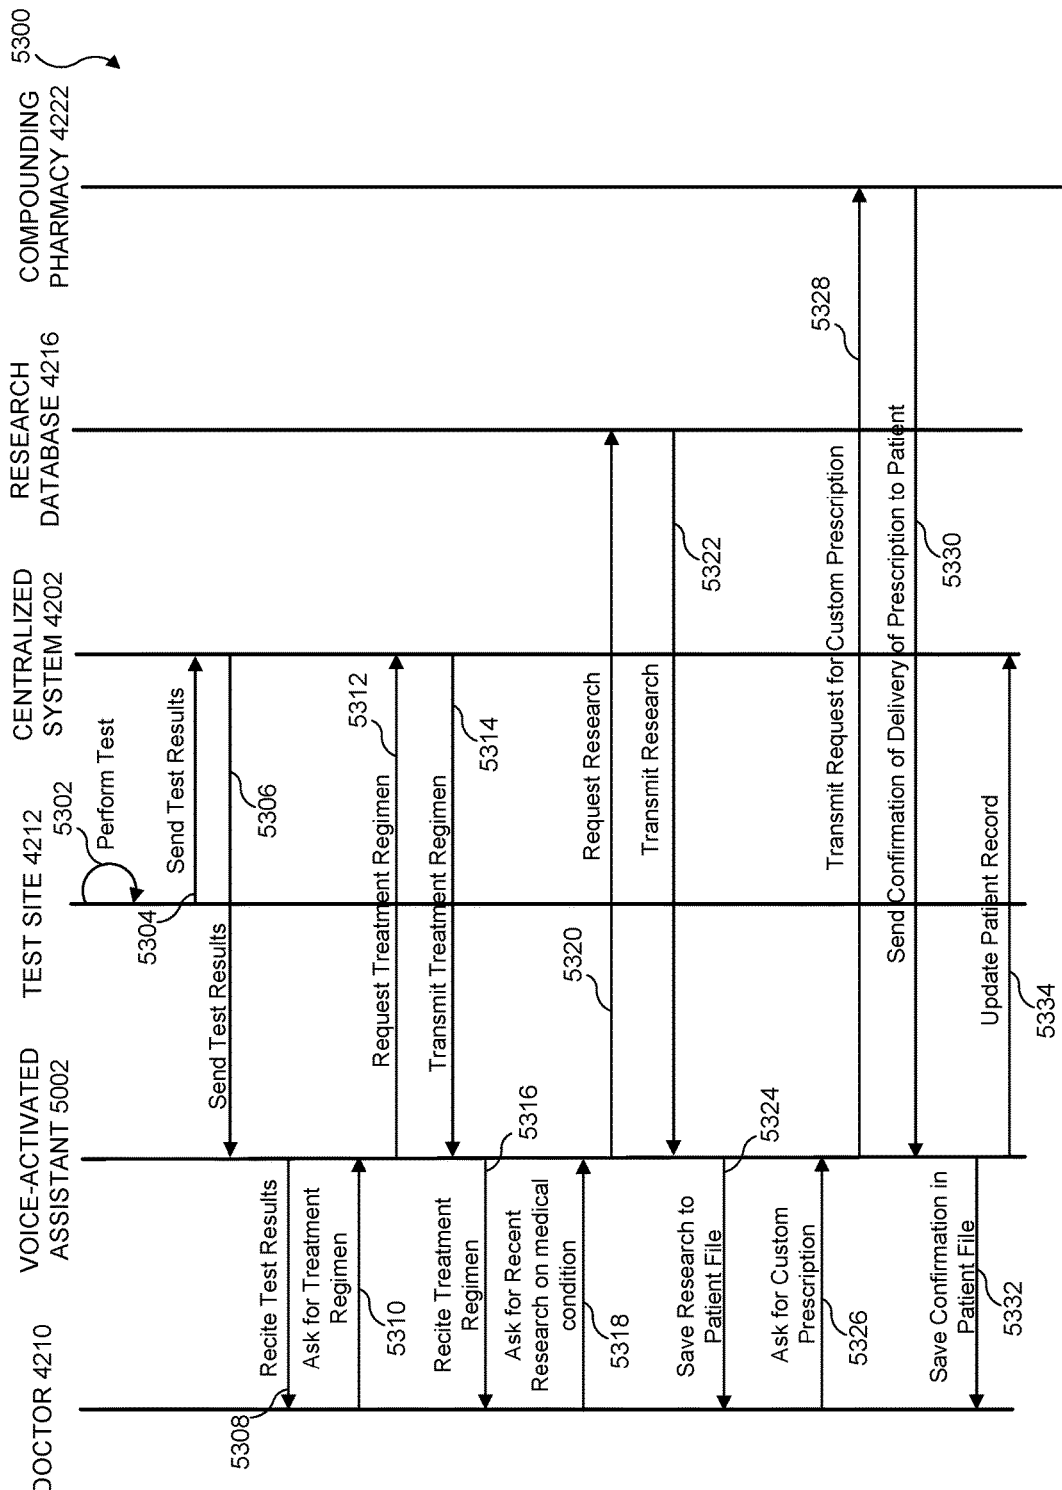 5300
DOCTOR 4210
VOICE-ACTIVATED
ASSISTANT 5002
TEST SITE 4212
CENTRALIZED
SYSTEM 4202
RESEARCH
DATABASE 4216
COMPOUNDING
PHARMACY 4222
5302
Perform Test
5304
Send Test Results
Send Test Results
5306
5308
Recite Test Results
Ask for Treatment
Regimen
5310
Request Treatment Regimen
5312
Transmit Treatment Regimen
5314
Recite Treatment
Regimen
5316
Ask for Recent
Research on medical
condition
5318
5320
Request Research
Transmit Research
5322
Save Research to
Patient File
5324
Ask for Custom
Prescription
5326
Transmit Request for Custom Prescription
5328
Send Confirmation of Delivery of Prescription to Patient
5330
Save Confirmation in
Patient File
5332
Update Patient Record
5334